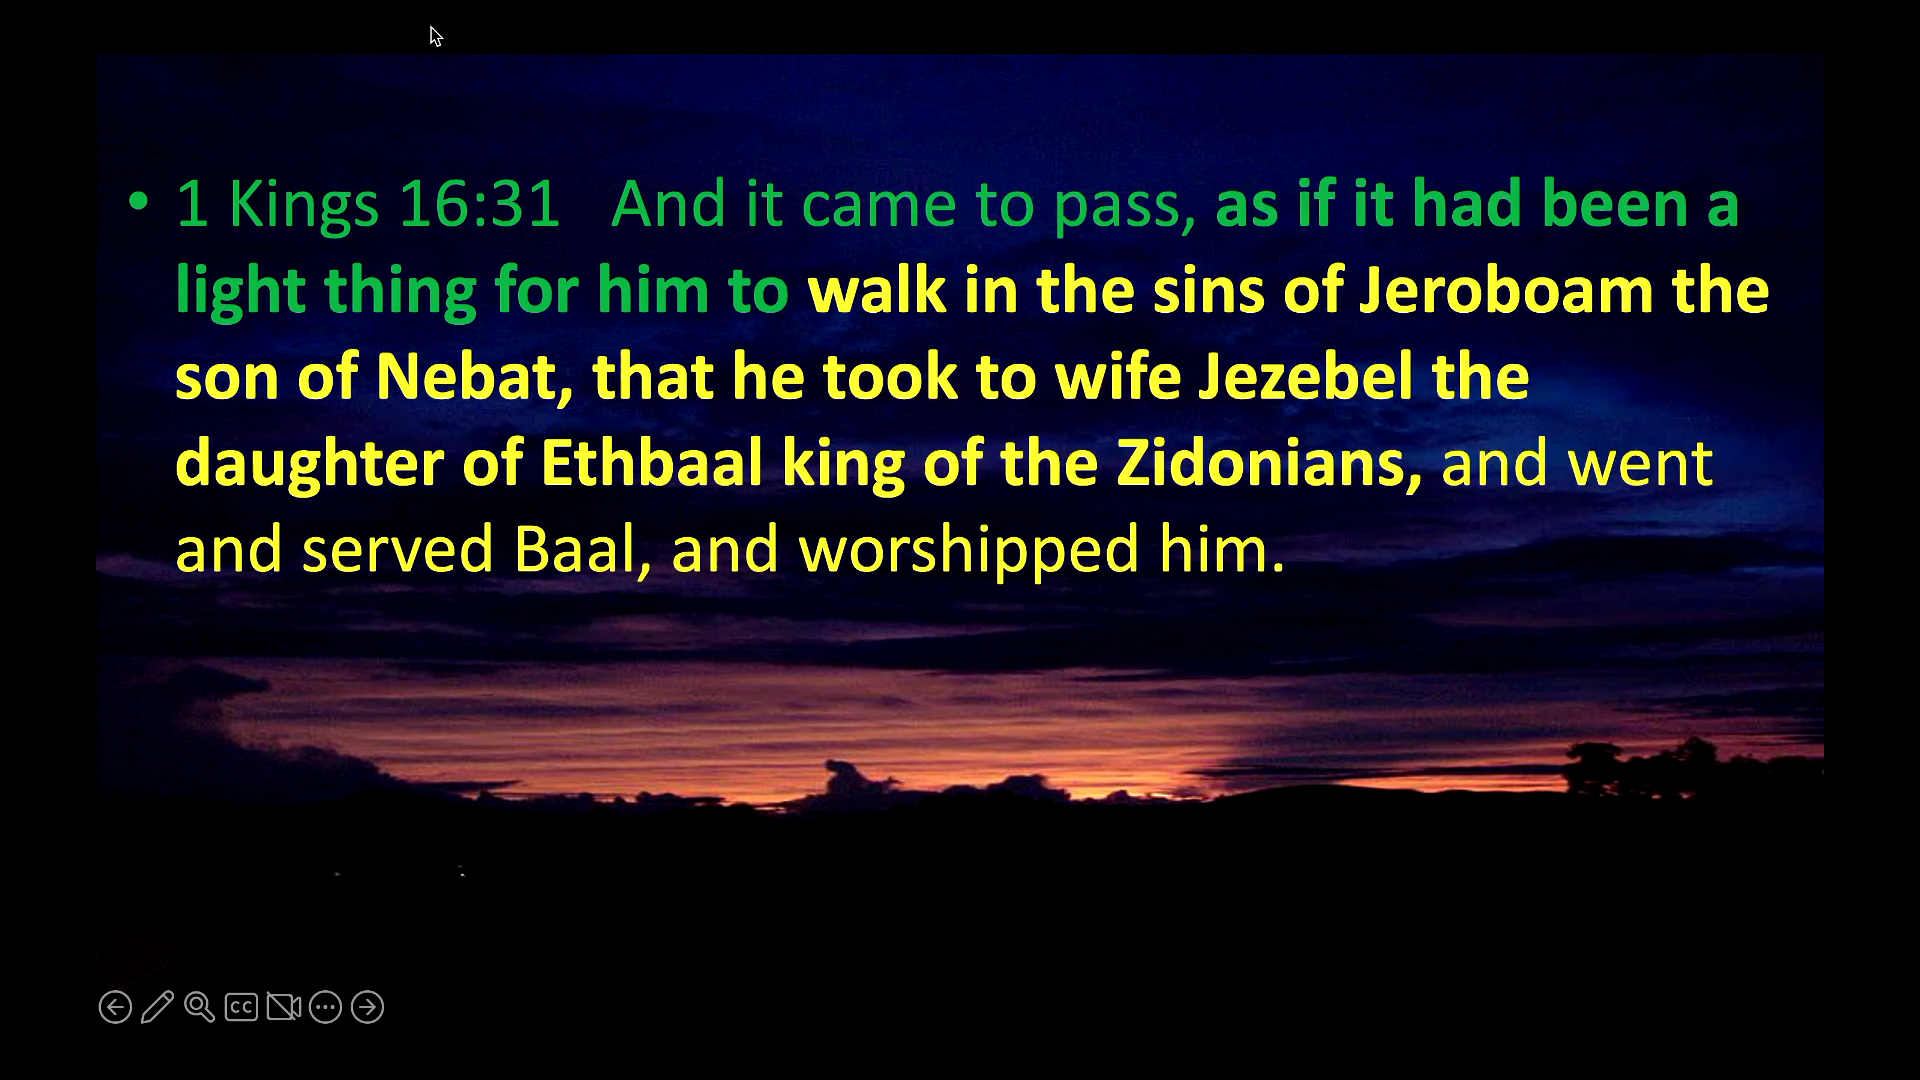 • 1 Kings 16:31   And it came to pass, as if it had been a
light thing for him to walk in the sins of Jeroboam the
son of Nebat, that he took to wife Jezebel the
daughter of Ethbaal king of the Zidonians, and went
and served Baal, and worshipped him.
CC